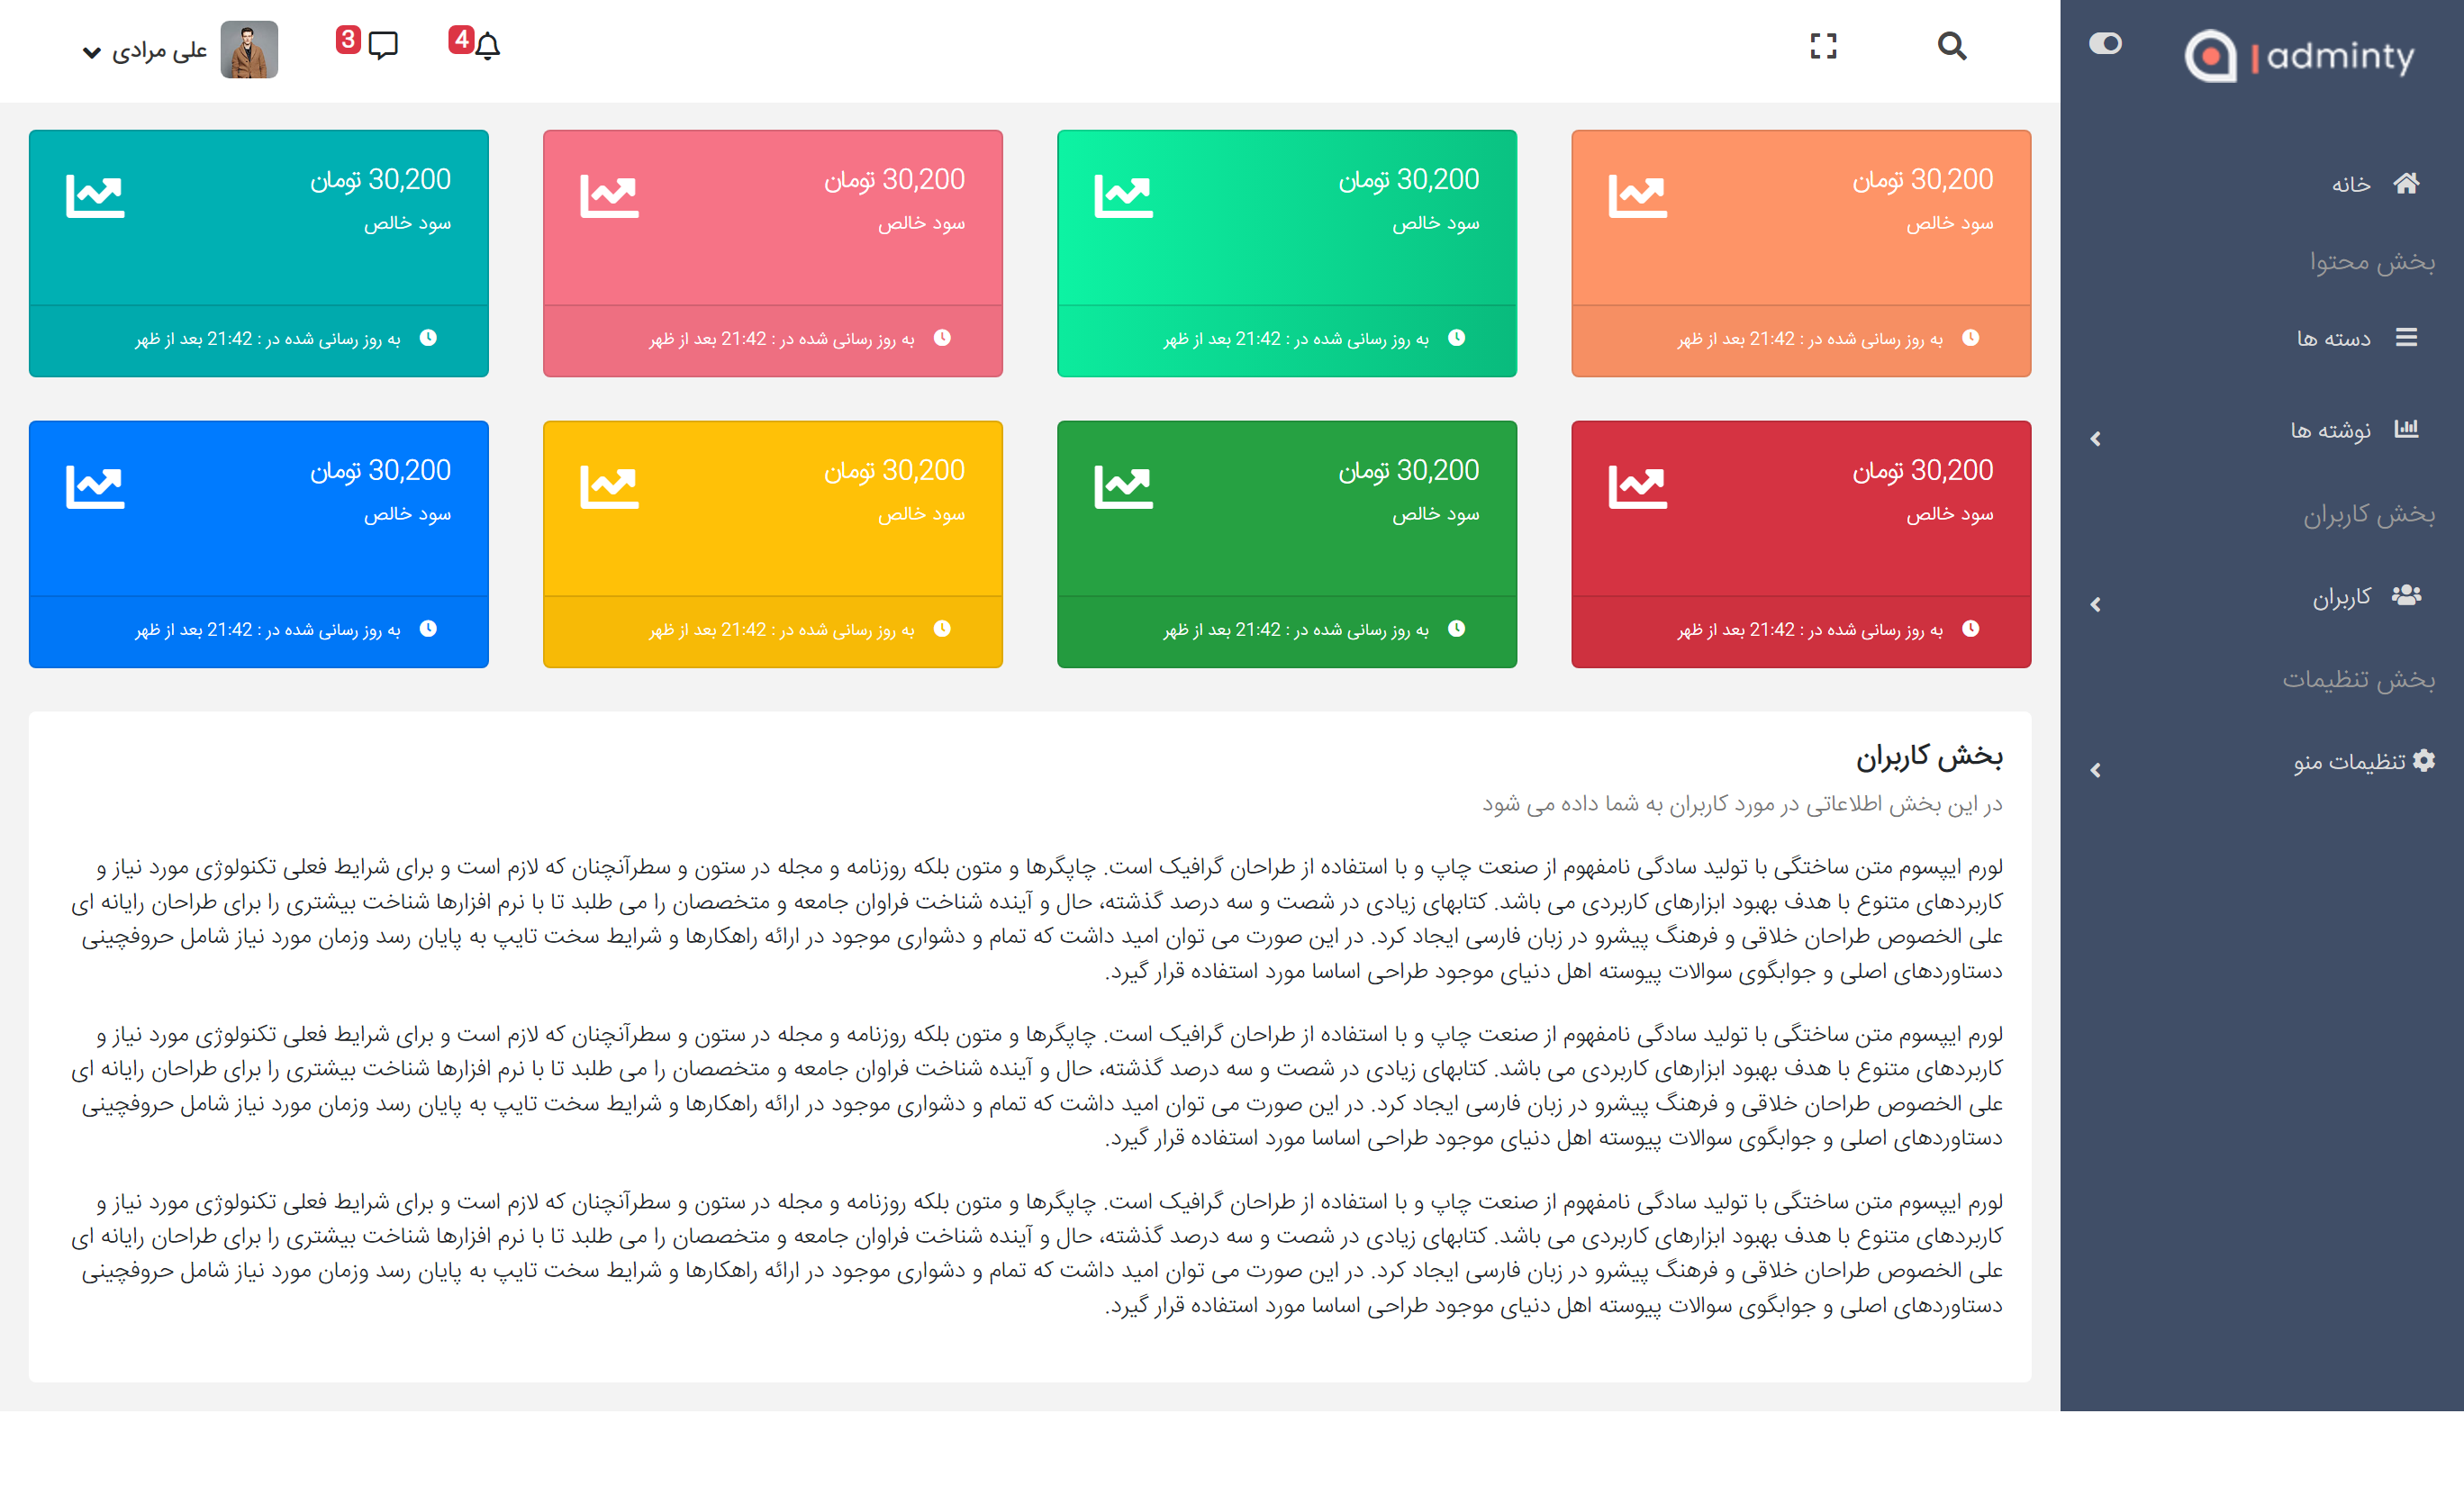 adminty
خانه
بخش محتوا
دسته ها
نوشته ها
بخش کاربران
کاربران
بخش تنظیمات
تنظیمات منو
4
3
علی مرادی
30,200 تومان
سود خالص
به روز رسانی شده در : 21:42 بعد از ظهر
30,200 تومان
سود خالص
به روز رسانی شده در : 21:42 بعد از ظهر
30,200 تومان
سود خالص
به روز رسانی شده در : 21:42 بعد از ظهر
30,200 تومان
سود خالص
به روز رسانی شده در : 21:42 بعد از ظهر
30,200 تومان
سود خالص
به روز رسانی شده در : 21:42 بعد از ظهر
30,200 تومان
سود خالص
به روز رسانی شده در : 21:42 بعد از ظهر
30,200 تومان
سود خالص
به روز رسانی شده در : 21:42 بعد از ظهر
30,200 تومان
سود خالص
به روز رسانی شده در : 21:42 بعد از ظهر
بخش کاربران
در این بخش اطلاعاتی در مورد کاربران به شما داده می شود
لورم ایپسوم متن ساختگی با تولید سادگی نامفهوم از صنعت چاپ و با استفاده از طراحان گرافیک است. چاپگرها و متون بلکه روزنامه و مجله در ستون و سطرآنچنان که لازم است و برای شرایط فعلی تکنولوژی مورد نیاز و
کاربردهای متنوع با هدف بهبود ابزارهای کاربردی می باشد. کتابهای زیادی در شصت و سه درصد گذشته، حال و آینده شناخت فراوان جامعه و متخصصان را می طلبد تا با نرم افزارها شناخت بیشتری را برای طراحان رایانه ای
علی الخصوص طراحان خلاقی و فرهنگ پیشرو در زبان فارسی ایجاد کرد. در این صورت می توان امید داشت که تمام و دشواری موجود در ارائه راهکارها و شرایط سخت تایپ به پایان رسد وزمان مورد نیاز شامل حروفچینی
دستاوردهای اصلی و جوابگوی سوالات پیوسته اهل دنیای موجود طراحی اساسا مورد استفاده قرار گیرد.
لورم ایپسوم متن ساختگی با تولید سادگی نامفهوم از صنعت چاپ و با استفاده از طراحان گرافیک است. چاپگرها و متون بلکه روزنامه و مجله در ستون و سطرآنچنان که لازم است و برای شرایط فعلی تکنولوژی مورد نیاز و
کاربردهای متنوع با هدف بهبود ابزارهای کاربردی می باشد. کتابهای زیادی در شصت و سه درصد گذشته، حال و آینده شناخت فراوان جامعه و متخصصان را می طلبد تا با نرم افزارها شناخت بیشتری را برای طراحان رایانه ای
علی الخصوص طراحان خلاقی و فرهنگ پیشرو در زبان فارسی ایجاد کرد. در این صورت می توان امید داشت که تمام و دشواری موجود در ارائه راهکارها و شرایط سخت تایپ به پایان رسد وزمان مورد نیاز شامل حروفچینی
دستاوردهای اصلی و جوابگوی سوالات پیوسته اهل دنیای موجود طراحی اساسا مورد استفاده قرار گیرد.
لورم ایپسوم متن ساختگی با تولید سادگی نامفهوم از صنعت چاپ و با استفاده از طراحان گرافیک است. چاپگرها و متون بلکه روزنامه و مجله در ستون و سطرآنچنان که لازم است و برای شرایط فعلی تکنولوژی مورد نیاز و
کاربردهای متنوع با هدف بهبود ابزارهای کاربردی می باشد. کتابهای زیادی در شصت و سه درصد گذشته، حال و آینده شناخت فراوان جامعه و متخصصان را می طلبد تا با نرم افزارها شناخت بیشتری را برای طراحان رایانه ای
علی الخصوص طراحان خلاقی و فرهنگ پیشرو در زبان فارسی ایجاد کرد. در این صورت می توان امید داشت که تمام و دشواری موجود در ارائه راهکارها و شرایط سخت تایپ به پایان رسد وزمان مورد نیاز شامل حروفچینی
دستاوردهای اصلی و جوابگوی سوالات پیوسته اهل دنیای موجود طراحی اساسا مورد استفاده قرار گیرد.